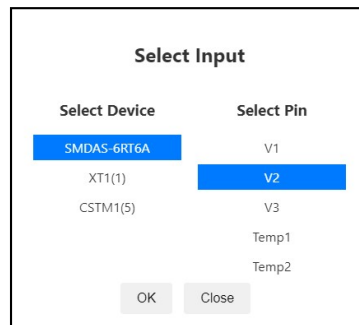 Select Input
Select Device Select Pin
SMDAS-6RT6A V1
XT1(1) V2
CSTM1(5) V3
Temp1
Temp2
OK Close